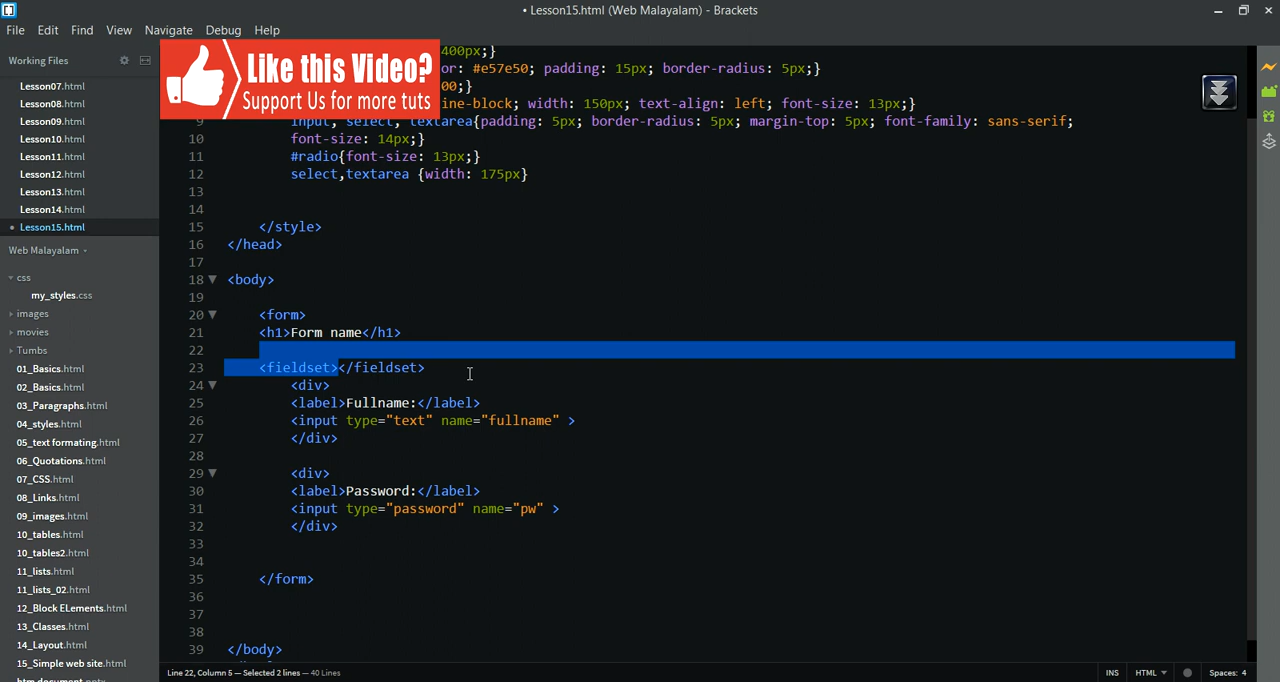 • Lesson15.html (Web Malayalam) - Brackets
File Edit Find View Navigate Debug Help
Working Files
Lesson07.html
Lesson08.html
Lesson09.html
Lesson10.html
Lesson11.html
Lesson12.html
Lesson13.html
Lesson14.html
• Lesson15.html
Web Malayalam
css
my_styles.css
images
movies
Tumbs
01_Basics.html
02_Basics.html
03_Paragraphs.html
04_styles.html
05_text formating.html
06_Quotations.html
07_CSS.html
08_Links.html
09_images.html
10_tables.html
10_tables2.html
11_lists.html
11_lists_02.html
12_Block ELements.html
13_Classes.html
14_Layout.html
15_Simple web site.html
Like this Video?
Support Us for more tuts
400px;}
or: #e57e50; padding: 15px; border-radius: 5px;}
00;}
ine-block; width: 150px; text-align: left; font-size: 13px;}
9 input, select, textarea{padding: 5px; border-radius: 5px; margin-top: 5px; font-family: sans-serif;
10 font-size: 14px;}
11 #radio{font-size: 13px;}
12 select,textarea {width: 175px}
13
14
15 </style>
16 </head>
17
18 <body>
19
20 <form>
21 <h1>Form name</h1>
22
23 <fieldset></fieldset>
24 <div>
25 <label>Fullname:</label>
26 <input type="text" name="fullname" >
27 </div>
28
29 <div>
30 <label>Password:</label>
31 <input type="password" name="pw" >
32 </div>
33
34
35 </form>
36
37
38
39 </body>
Line 22, Column 5 — Selected 2 lines — 40 Lines
INS HTML Spaces: 4